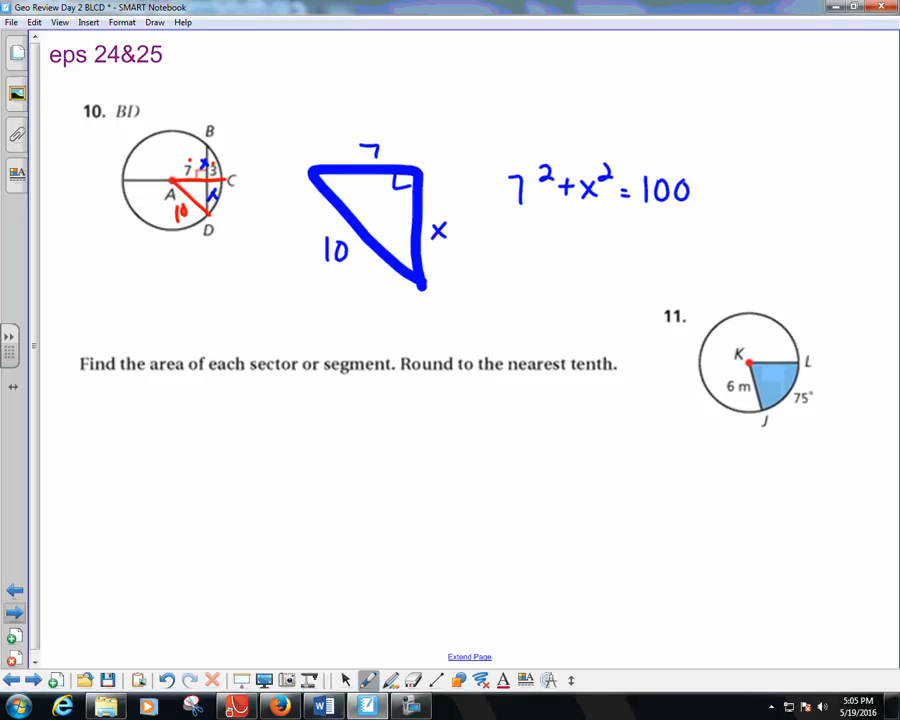 Geo Review Day 2 BLCD * - SMART Notebook
File Edit View Insert Format Draw Help
eps 24&25
10. BD
B
7 x 3
C
A
x
10
D
7
10
x
7² + x² = 100
11.
K
L
6 m
75°
J
Find the area of each sector or segment. Round to the nearest tenth.
Extend Page
5:05 PM
5/19/2016